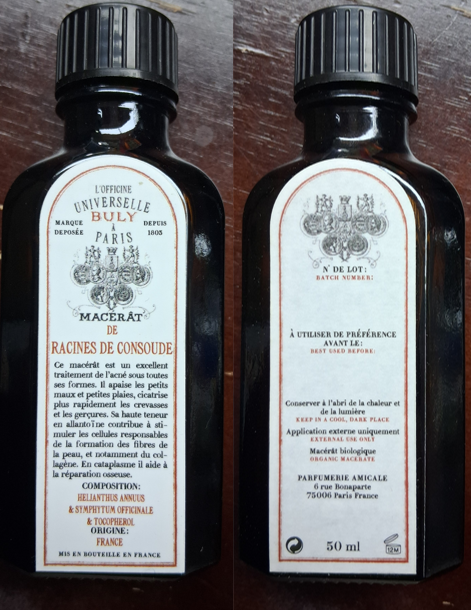 L'OFFICINE
UNIVERSELLE
BULY
MARQUE DEPOSÉE
À
DEPUIS 1803
PARIS
MACÉRÂT
DE
RACINES DE CONSOUDE
Ce macérât est un excellent
traitement de l'acné sous toutes
ses formes. Il apaise les petits
maux et petites plaies, cicatrise
plus rapidement les crevasses
et les gerçures. Sa haute teneur
en allantoïne contribue à sti-
muler les cellules responsables
de la formation des fibres de
la peau, et notamment du col-
lagène. En cataplasme il aide à
la réparation osseuse.
COMPOSITION:
HELIANTHUS ANNUUS
& SYMPHYTUM OFFICINALE
& TOCOPHEROL
ORIGINE:
FRANCE
MIS EN BOUTEILLE EN FRANCE
N° DE LOT:
BATCH NUMBER:
À UTILISER DE PRÉFÉRENCE
AVANT LE:
BEST USED BEFORE:
Conserver à l'abri de la chaleur et
de la lumière
KEEP IN A COOL, DARK PLACE
Application externe uniquement
EXTERNAL USE ONLY
Macérât biologique
ORGANIC MACERATE
PARFUMERIE AMICALE
6 rue Bonaparte
75006 Paris France
50 ml
12M